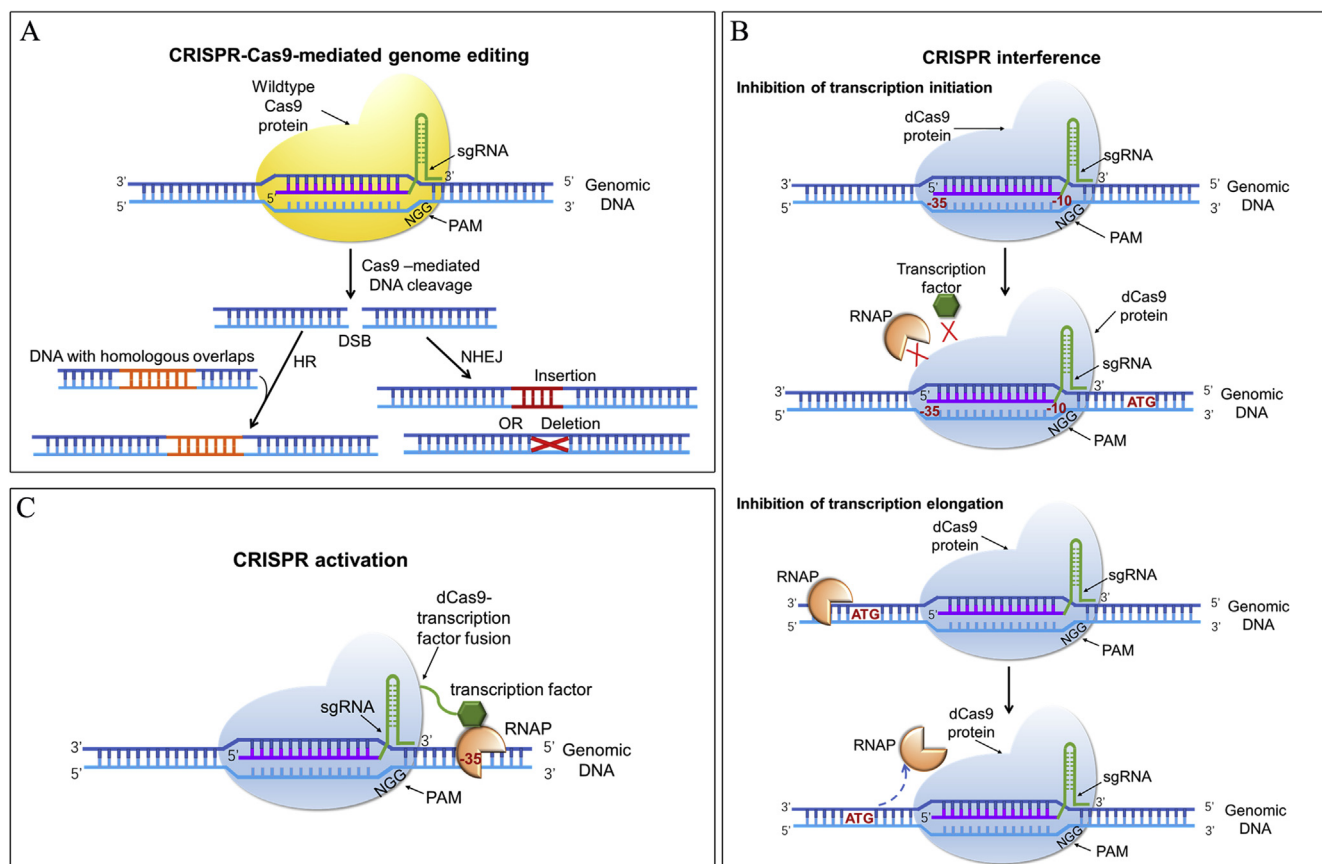 A
CRISPR-Cas9-mediated genome editing
Wildtype
Cas9
protein
sgRNA
3'
3'
5'
5'
5'
3'
Genomic
DNA
NGG
PAM
Cas9 –mediated
DNA cleavage
DSB
DNA with homologous overlaps
HR
NHEJ
Insertion
OR Deletion
B
CRISPR interference
Inhibition of transcription initiation
dCas9
protein
sgRNA
3'
3'
5'
5'
5'
3'
Genomic
DNA
-35
-10
NGG
PAM
Transcription
factor
RNAP
dCas9
protein
sgRNA
3'
3'
5'
5'
5'
3'
Genomic
DNA
-35
-10
ATG
NGG
PAM
Inhibition of transcription elongation
dCas9
protein
RNAP
sgRNA
3'
3'
5'
ATG
5'
5'
3'
Genomic
DNA
NGG
PAM
RNAP
dCas9
protein
sgRNA
3'
3'
5'
ATG
5'
5'
3'
Genomic
DNA
NGG
PAM
C
CRISPR activation
dCas9-
transcription
factor fusion
transcription factor
sgRNA
RNAP
3'
3'
5'
5'
5'
-35
3'
Genomic
DNA
NGG
PAM